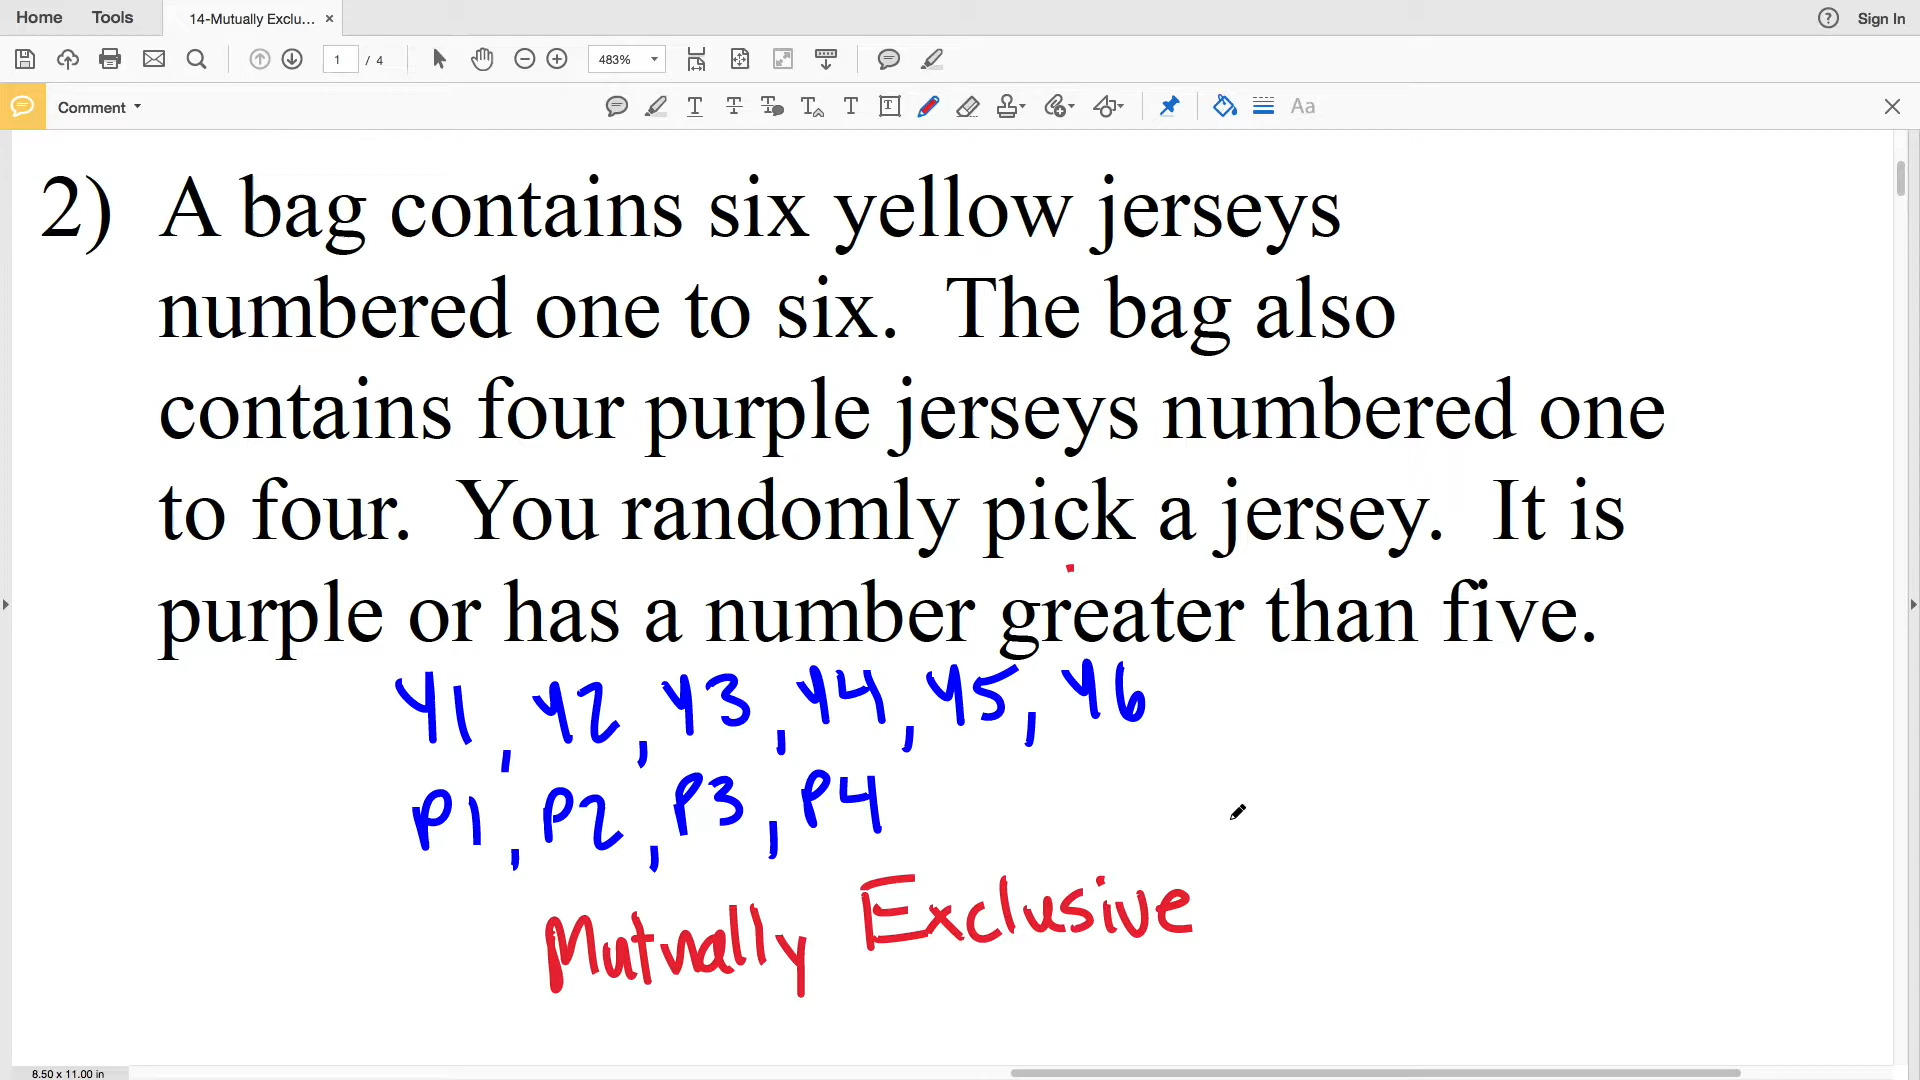 Home Tools 14-Mutually Exclu... × Sign In
1 / 4 483%
Comment Aa
2) A bag contains six yellow jerseys
numbered one to six. The bag also
contains four purple jerseys numbered one
to four. You randomly pick a jersey. It is
purple or has a number greater than five.
Y1, Y2, Y3, Y4, Y5, Y6
P1, P2, P3, P4
Mutually Exclusive
8.50 x 11.00 in